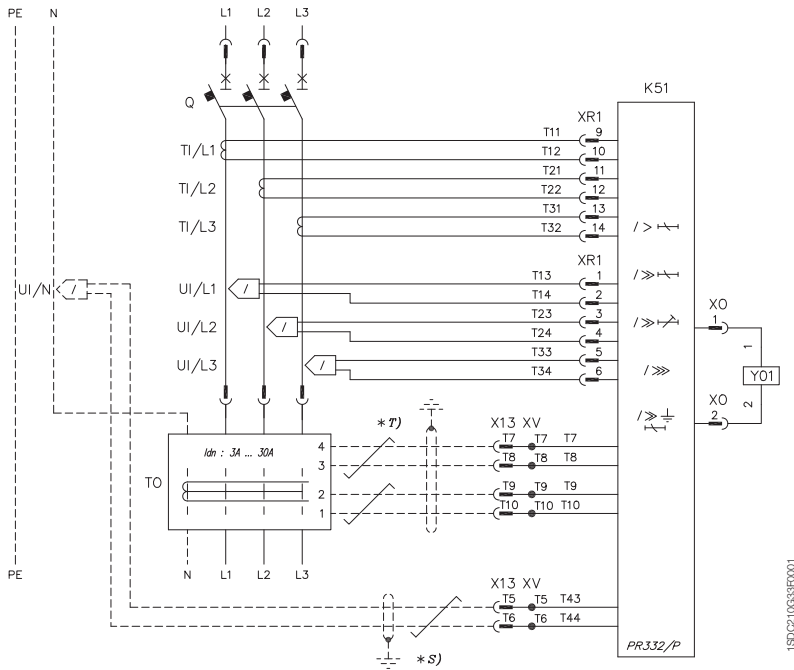 PE N L1 L2 L3
K51
Q
XR1
T11 9
TI/L1 T12 10
T21 11
TI/L2 T22 12
T31 13
TI/L3 T32 14
/ >
XR1
/ ≫
UI/N / UI/L1 / T13 1
T14 2
X0
1
UI/L2 / T23 3
/ ≫
T24 4
1
UI/L3 / T33 5
/ ⋙
T34 6
Y01
2
X0
2
/ ≫
* T)
X13 XV
Idn : 3A ... 30A
4 T7 T7 T7
3 T8 T8 T8
TO
2 T9 T9 T9
1 T10 T10 T10
PE N L1 L2 L3
X13 XV
T5 T5 T43
T6 T6 T44
* S)
PR332/P
1SDC210G33F0001